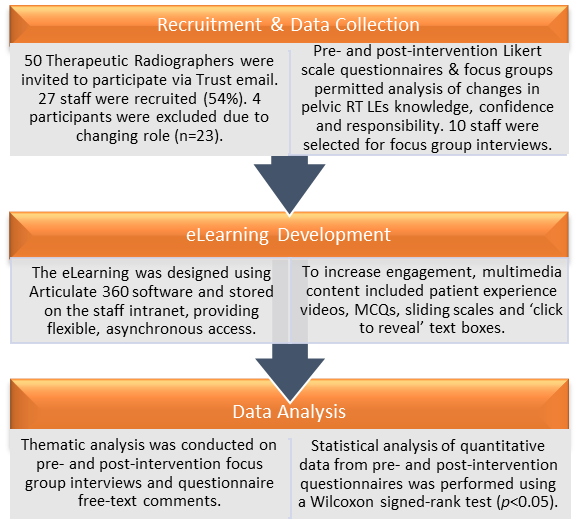 Recruitment & Data Collection
50 Therapeutic Radiographers were
invited to participate via Trust email.
27 staff were recruited (54%). 4
participants were excluded due to
changing role (n=23).
Pre- and post-intervention Likert
scale questionnaires & focus groups
permitted analysis of changes in
pelvic RT LEs knowledge, confidence
and responsibility. 10 staff were
selected for focus group interviews.
eLearning Development
The eLearning was designed using
Articulate 360 software and stored
on the staff intranet, providing
flexible, asynchronous access.
To increase engagement, multimedia
content included patient experience
videos, MCQs, sliding scales and ‘click
to reveal’ text boxes.
Data Analysis
Thematic analysis was conducted on
pre- and post-intervention focus
group interviews and questionnaire
free-text comments.
Statistical analysis of quantitative
data from pre- and post-intervention
questionnaires was performed using
a Wilcoxon signed-rank test (p<0.05).